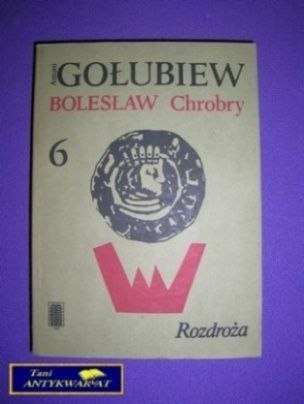 Antoni
GOŁUBIEW
BOLESŁAW Chrobry
6
Rozdroża
Tani
ANTYKWARIAT